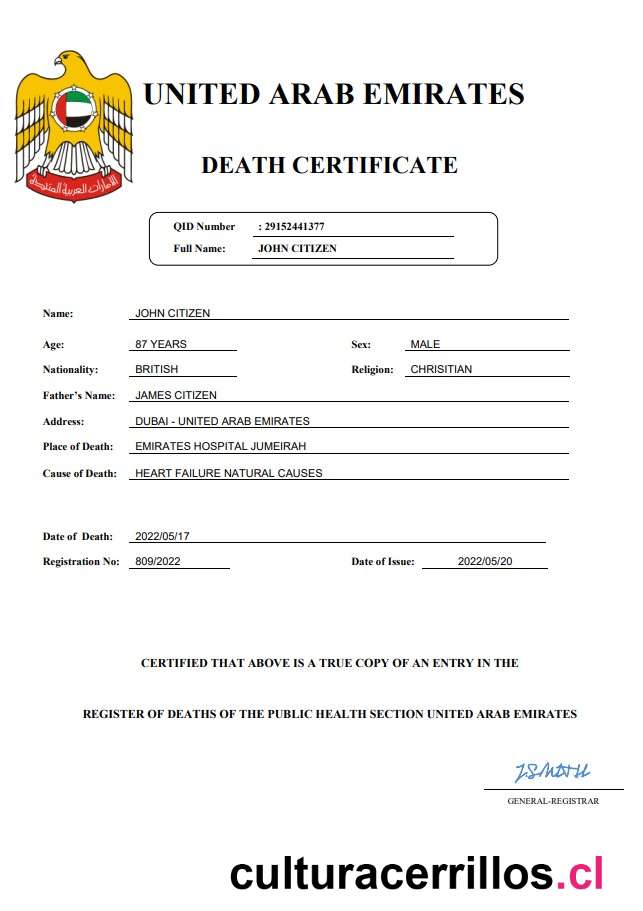 الامارات العربية المتحدة
UNITED ARAB EMIRATES
DEATH CERTIFICATE
QID Number : 29152441377
Full Name: JOHN CITIZEN
Name: JOHN CITIZEN
Age: 87 YEARS Sex: MALE
Nationality: BRITISH Religion: CHRISITIAN
Father's Name: JAMES CITIZEN
Address: DUBAI - UNITED ARAB EMIRATES
Place of Death: EMIRATES HOSPITAL JUMEIRAH
Cause of Death: HEART FAILURE NATURAL CAUSES
Date of Death: 2022/05/17
Registration No: 809/2022 Date of Issue: 2022/05/20
CERTIFIED THAT ABOVE IS A TRUE COPY OF AN ENTRY IN THE
REGISTER OF DEATHS OF THE PUBLIC HEALTH SECTION UNITED ARAB EMIRATES
GENERAL-REGISTRAR
culturacerrillos.cl